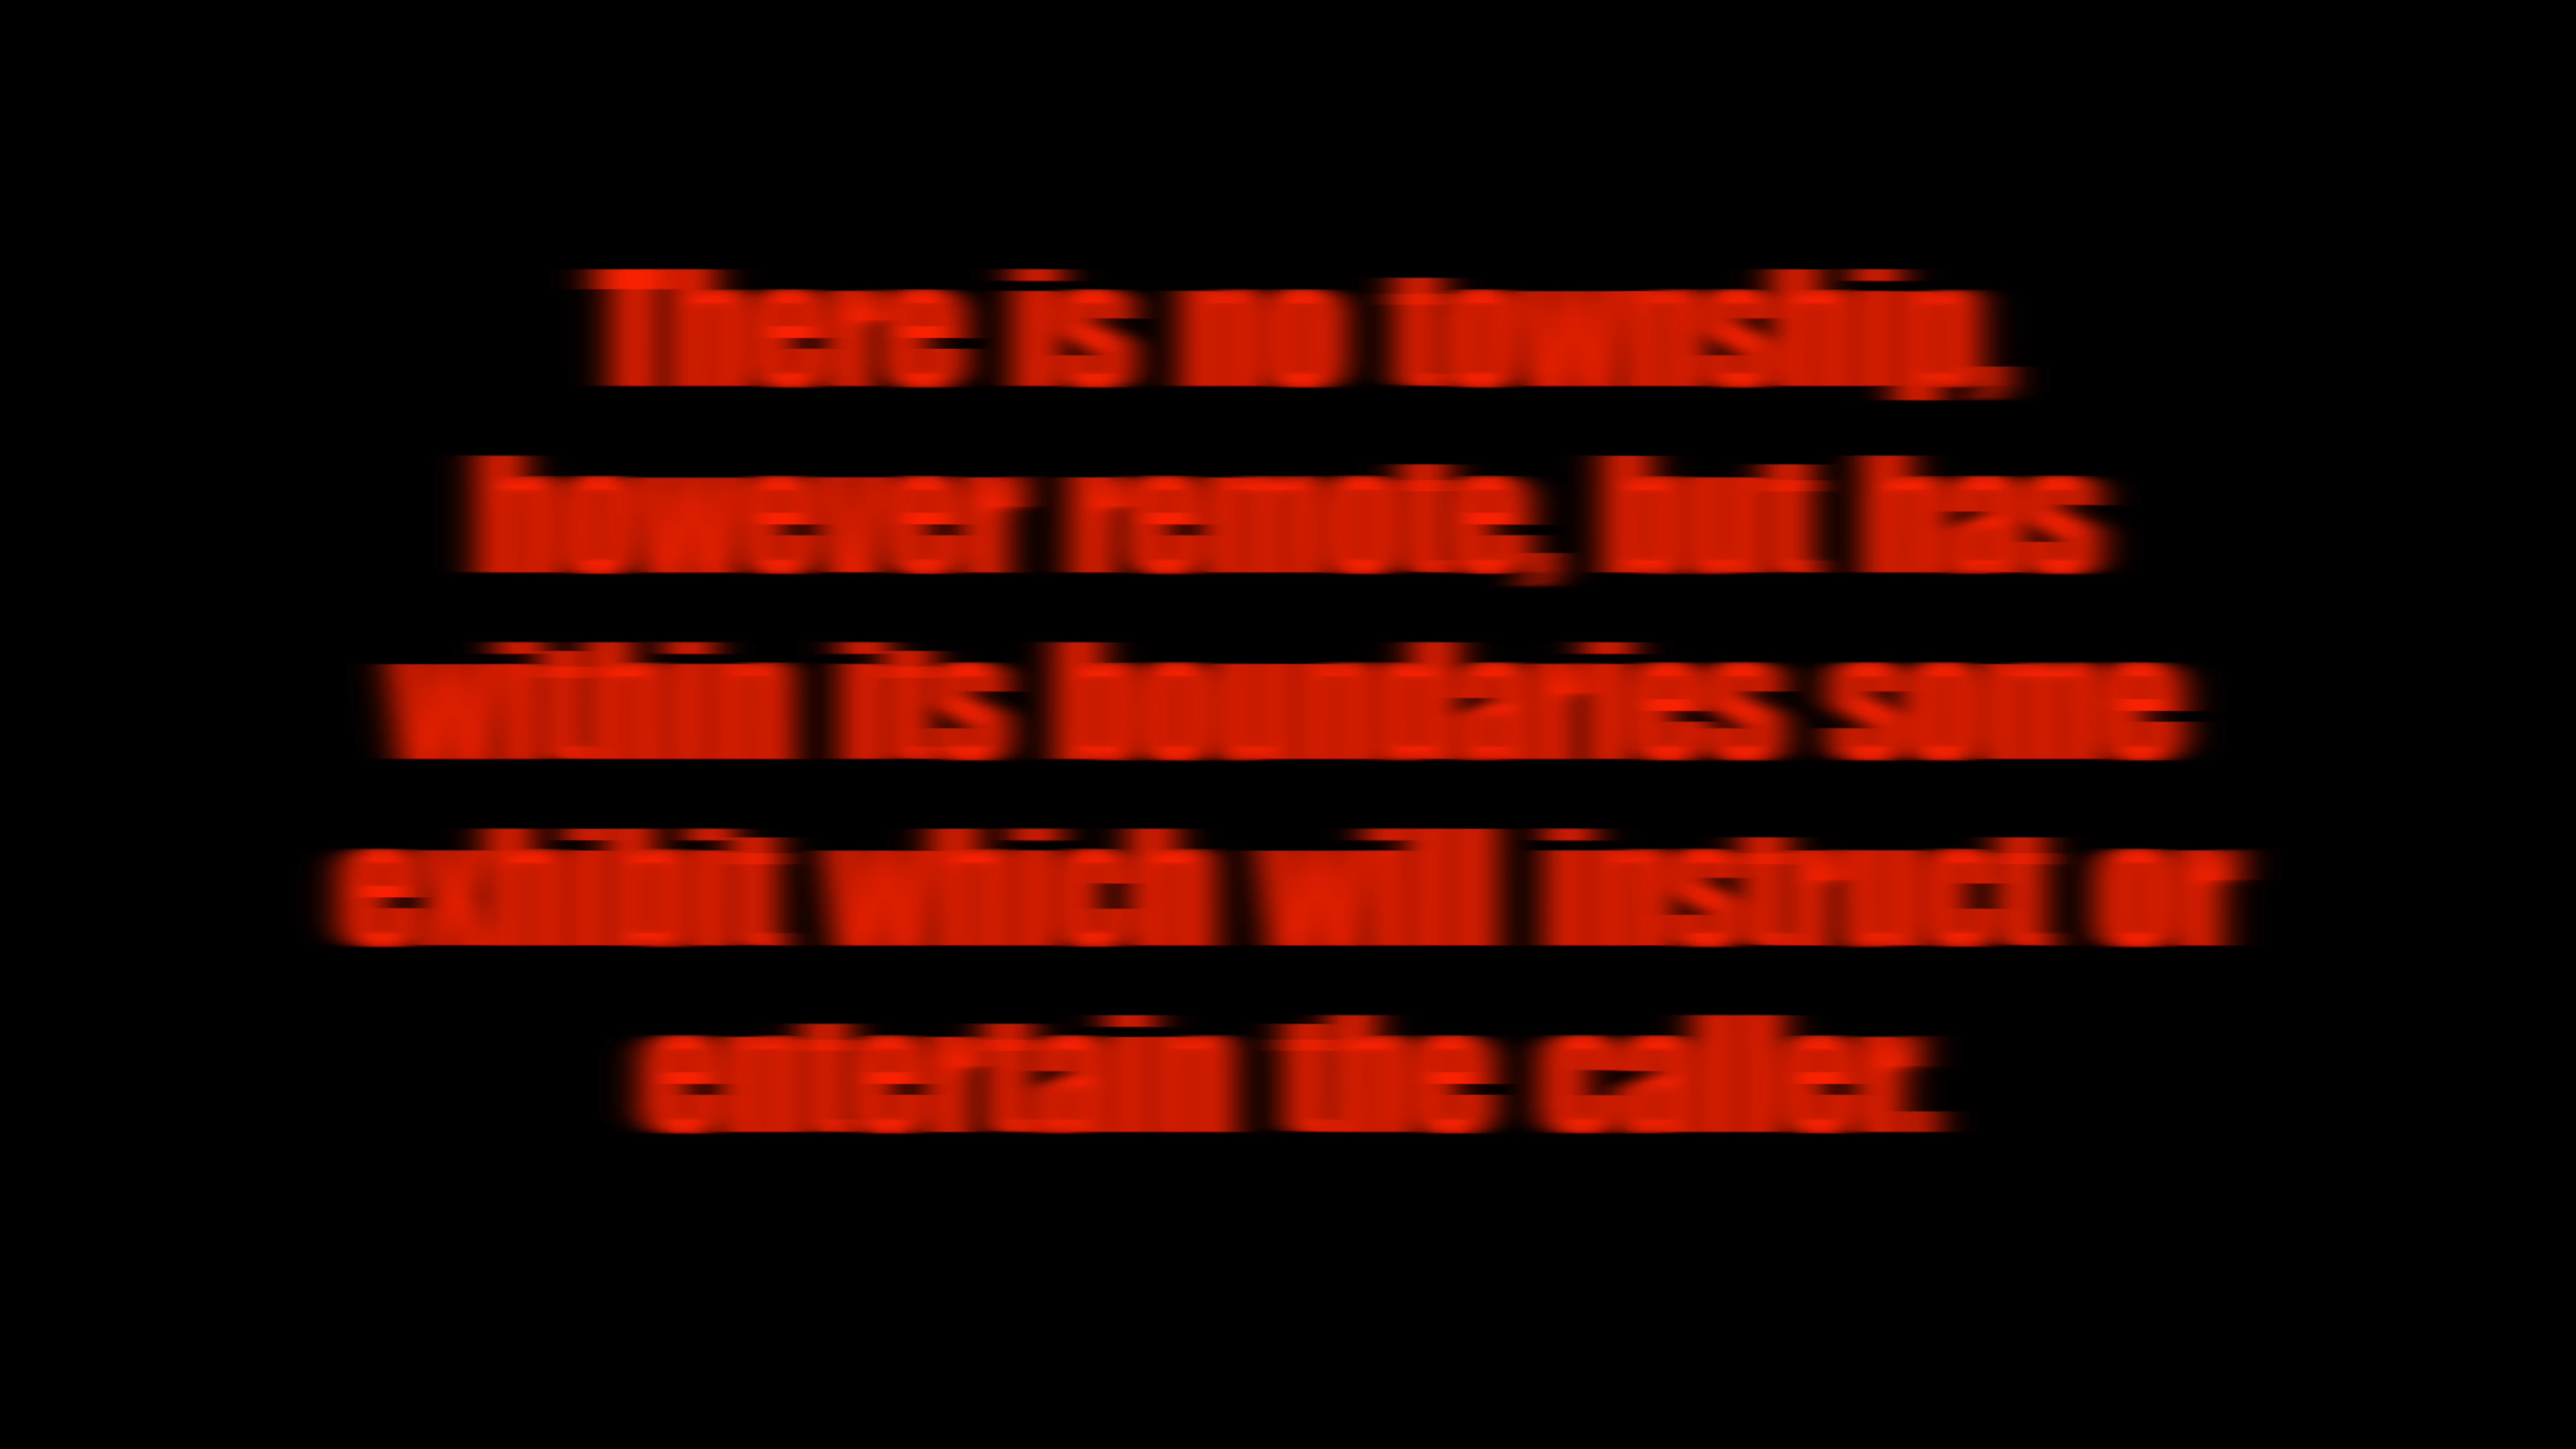 There is no township,
however remote, but has
within its boundaries some
exhibit which will instruct or
entertain the caller.